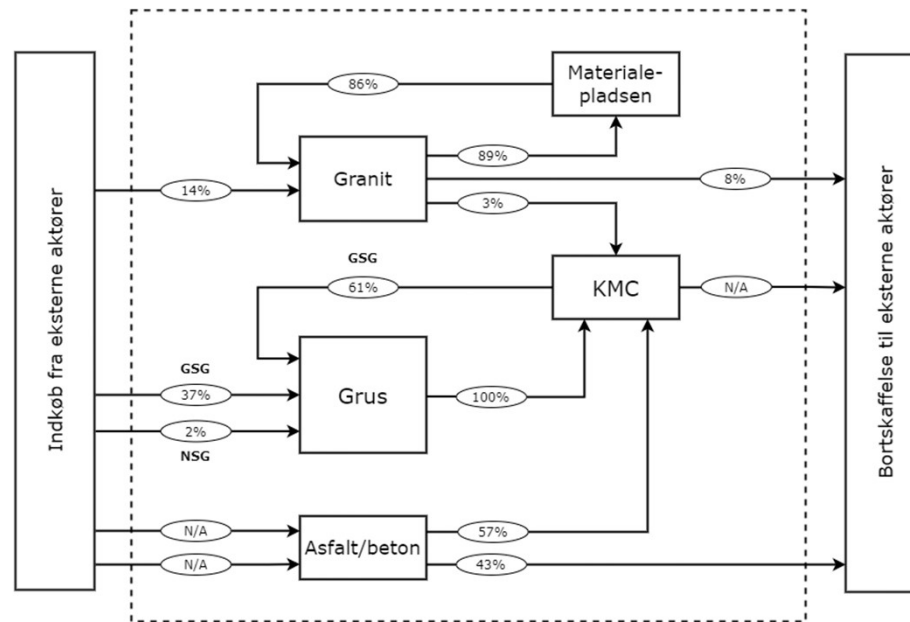 Indkøb fra eksterne aktører
Materiale-
pladsen
86%
89%
Granit
14%
8%
3%
GSG
61%
KMC
N/A
GSG
37%
Grus
100%
2%
NSG
N/A
57%
Asfalt/beton
N/A
43%
Bortskaffelse til eksterne aktører